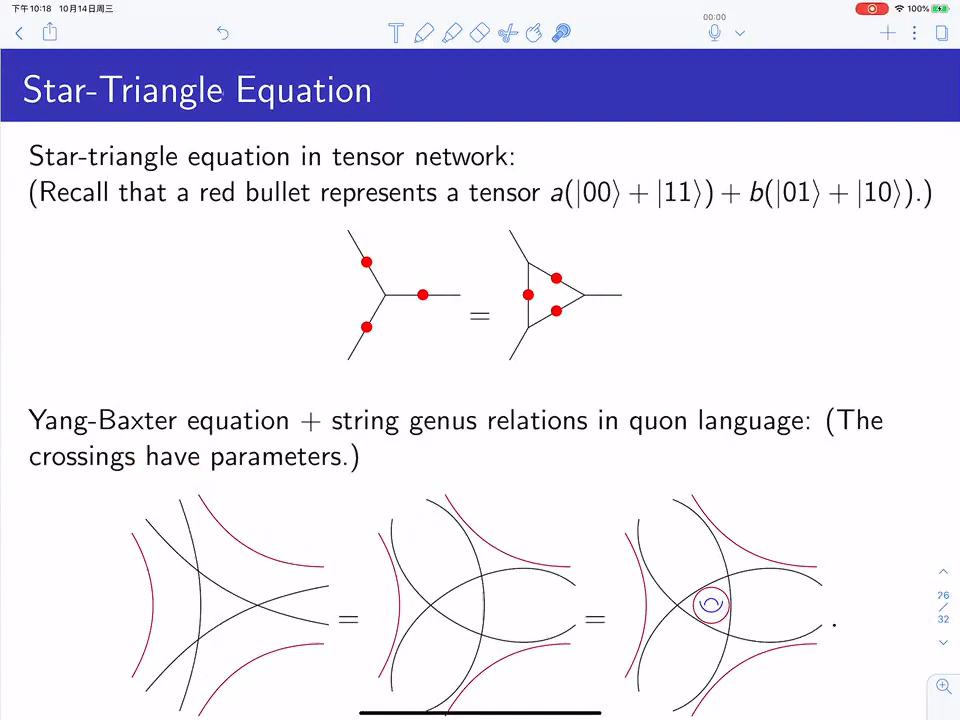 下午10:18 10月14日周三
100%
00:00
T
Star-Triangle Equation
Star-triangle equation in tensor network:
(Recall that a red bullet represents a tensor a(|00⟩ + |11⟩) + b(|01⟩ + |10⟩).)
=
Yang-Baxter equation + string genus relations in quon language: (The
crossings have parameters.)
= = .
26
/
32